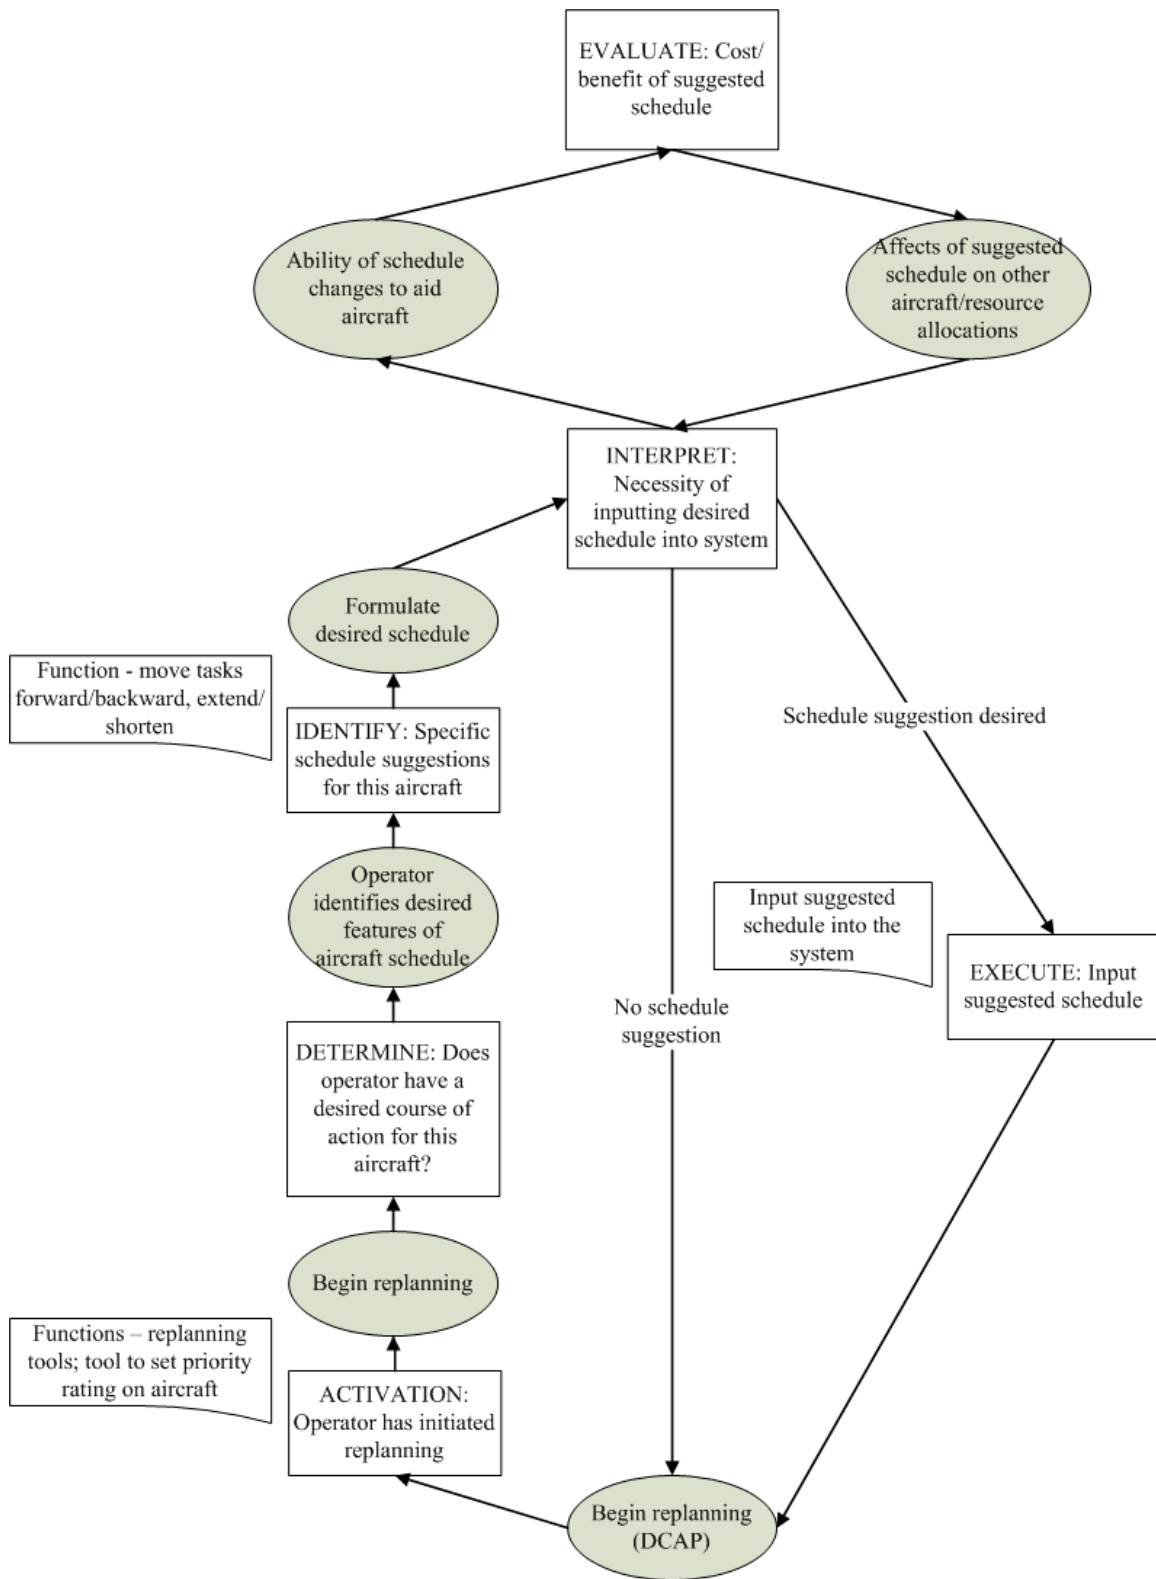 EVALUATE: Cost/
benefit of suggested
schedule
Ability of schedule
changes to aid
aircraft
Affects of suggested
schedule on other
aircraft/resource
allocations
INTERPRET:
Necessity of
inputting desired
schedule into system
Formulate
desired schedule
Function - move tasks
forward/backward, extend/
shorten
IDENTIFY: Specific
schedule suggestions
for this aircraft
Schedule suggestion desired
Operator
identifies desired
features of
aircraft schedule
Input suggested
schedule into the
system
EXECUTE: Input
suggested schedule
No schedule
suggestion
DETERMINE: Does
operator have a
desired course of
action for this
aircraft?
Begin replanning
Functions – replanning
tools; tool to set priority
rating on aircraft
ACTIVATION:
Operator has initiated
replanning
Begin replanning
(DCAP)